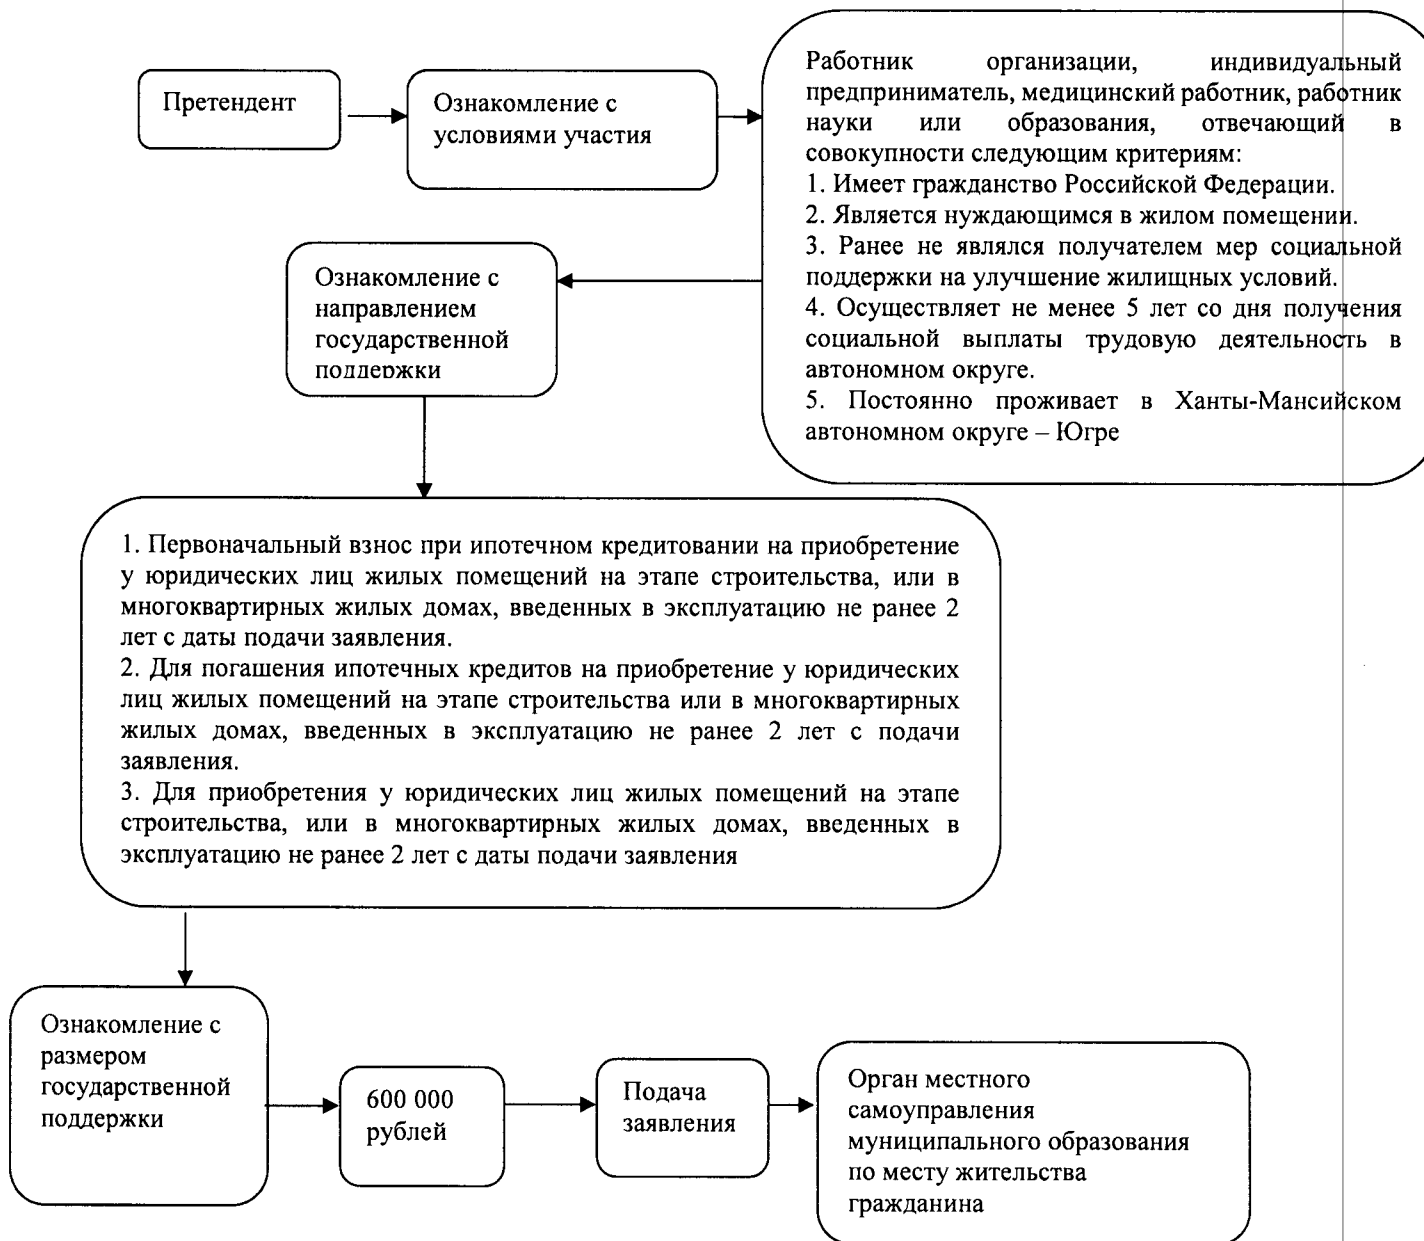 Претендент
Ознакомление с
условиями участия
Работник организации, индивидуальный
предприниматель, медицинский работник, работник
науки или образования, отвечающий в
совокупности следующим критериям:
1. Имеет гражданство Российской Федерации.
2. Является нуждающимся в жилом помещении.
3. Ранее не являлся получателем мер социальной
поддержки на улучшение жилищных условий.
4. Осуществляет не менее 5 лет со дня получения
социальной выплаты трудовую деятельность в
автономном округе.
5. Постоянно проживает в Ханты-Мансийском
автономном округе – Югре
Ознакомление с
направлением
государственной
поддержки
1. Первоначальный взнос при ипотечном кредитовании на приобретение
у юридических лиц жилых помещений на этапе строительства, или в
многоквартирных жилых домах, введенных в эксплуатацию не ранее 2
лет с даты подачи заявления.
2. Для погашения ипотечных кредитов на приобретение у юридических
лиц жилых помещений на этапе строительства или в многоквартирных
жилых домах, введенных в эксплуатацию не ранее 2 лет с подачи
заявления.
3. Для приобретения у юридических лиц жилых помещений на этапе
строительства, или в многоквартирных жилых домах, введенных в
эксплуатацию не ранее 2 лет с даты подачи заявления
Ознакомление с
размером
государственной
поддержки
600 000
рублей
Подача
заявления
Орган местного
самоуправления
муниципального образования
по месту жительства
гражданина